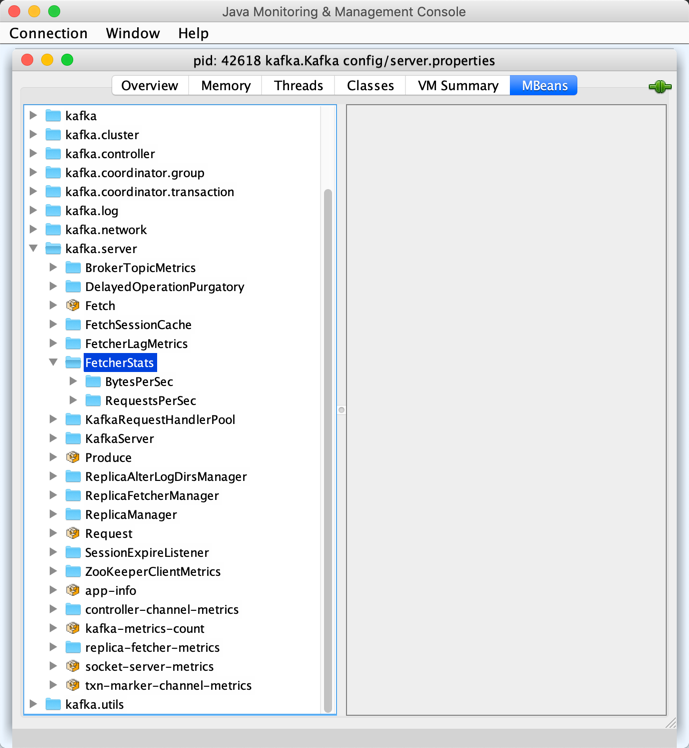 Java Monitoring & Management Console
Connection Window Help
pid: 42618 kafka.Kafka config/server.properties
Overview Memory Threads Classes VM Summary MBeans
kafka
kafka.cluster
kafka.controller
kafka.coordinator.group
kafka.coordinator.transaction
kafka.log
kafka.network
kafka.server
BrokerTopicMetrics
DelayedOperationPurgatory
Fetch
FetchSessionCache
FetcherLagMetrics
FetcherStats
BytesPerSec
RequestsPerSec
KafkaRequestHandlerPool
KafkaServer
Produce
ReplicaAlterLogDirsManager
ReplicaFetcherManager
ReplicaManager
Request
SessionExpireListener
ZooKeeperClientMetrics
app-info
controller-channel-metrics
kafka-metrics-count
replica-fetcher-metrics
socket-server-metrics
txn-marker-channel-metrics
kafka.utils